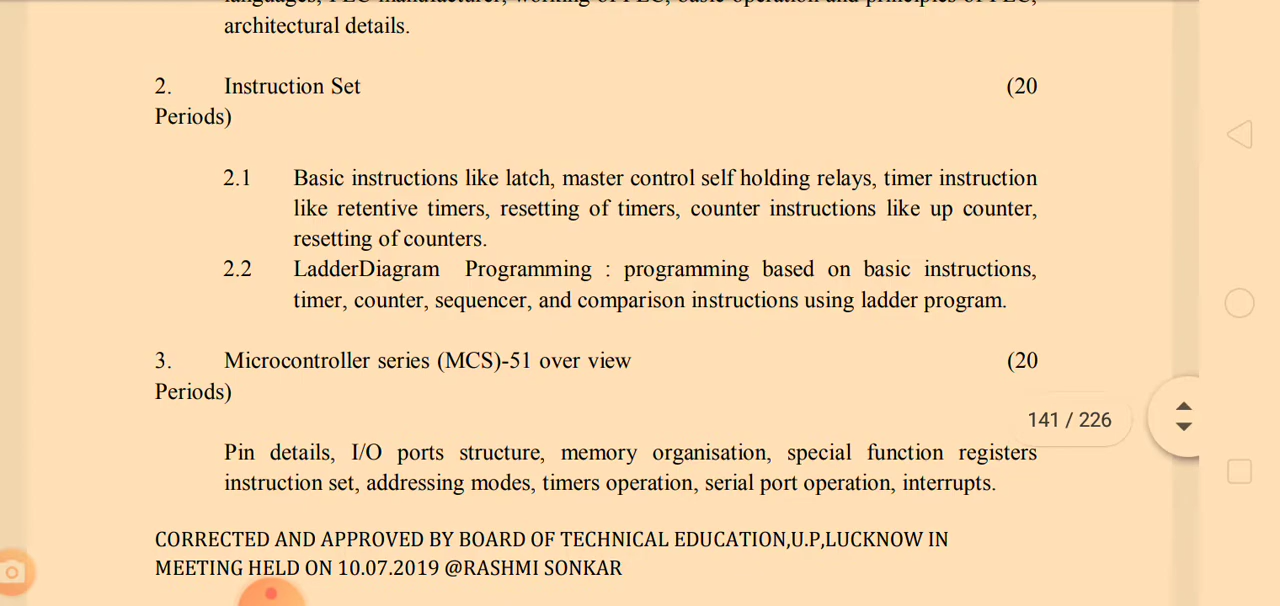 architectural details.
2. Instruction Set (20
Periods)
2.1 Basic instructions like latch, master control self holding relays, timer instruction
like retentive timers, resetting of timers, counter instructions like up counter,
resetting of counters.
2.2 LadderDiagram Programming : programming based on basic instructions,
timer, counter, sequencer, and comparison instructions using ladder program.
3. Microcontroller series (MCS)-51 over view (20
Periods)
141 / 226
Pin details, I/O ports structure, memory organisation, special function registers
instruction set, addressing modes, timers operation, serial port operation, interrupts.
CORRECTED AND APPROVED BY BOARD OF TECHNICAL EDUCATION,U.P,LUCKNOW IN
MEETING HELD ON 10.07.2019 @RASHMI SONKAR